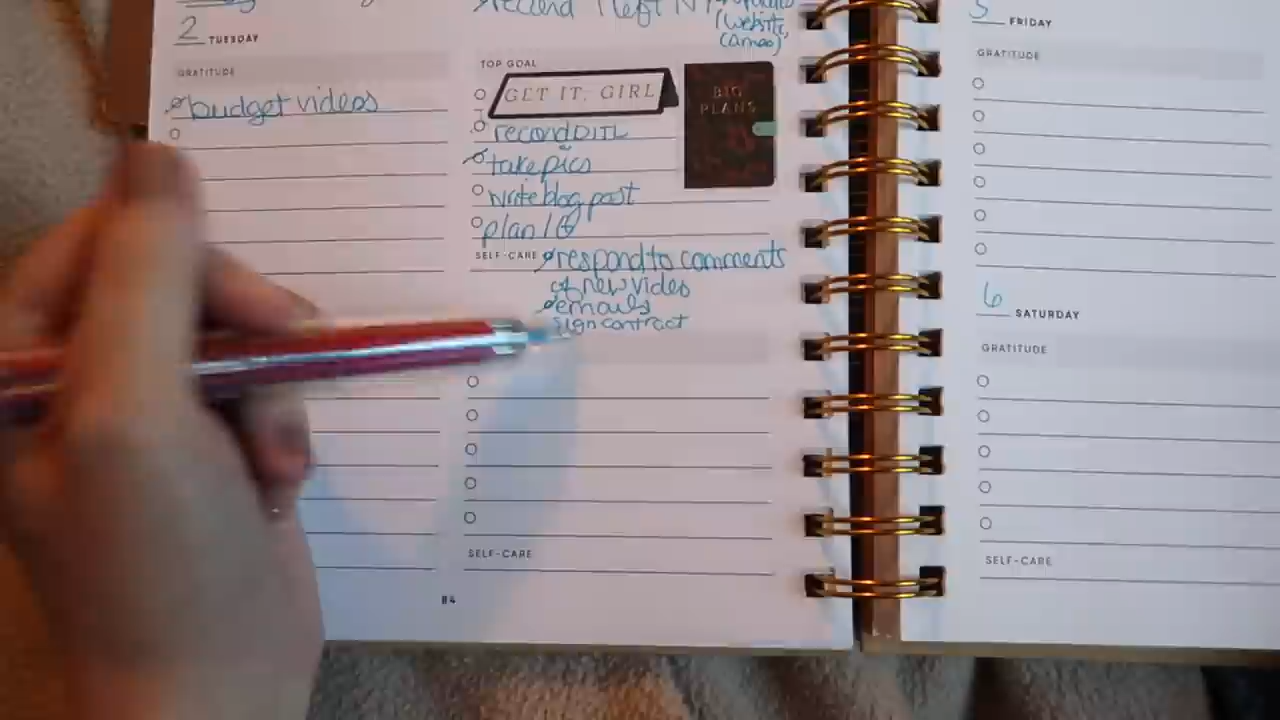 (website,
cameo)
2 TUESDAY
GRATITUDE
budget videos
TOP GOAL
GET IT, GIRL
BIG
PLANS
record DITL
take pics
write blog post
plan IG
SELF-CARE
respond to comments
of new video
emails
sign contract
SELF-CARE
84
5 FRIDAY
GRATITUDE
6 SATURDAY
GRATITUDE
SELF-CARE